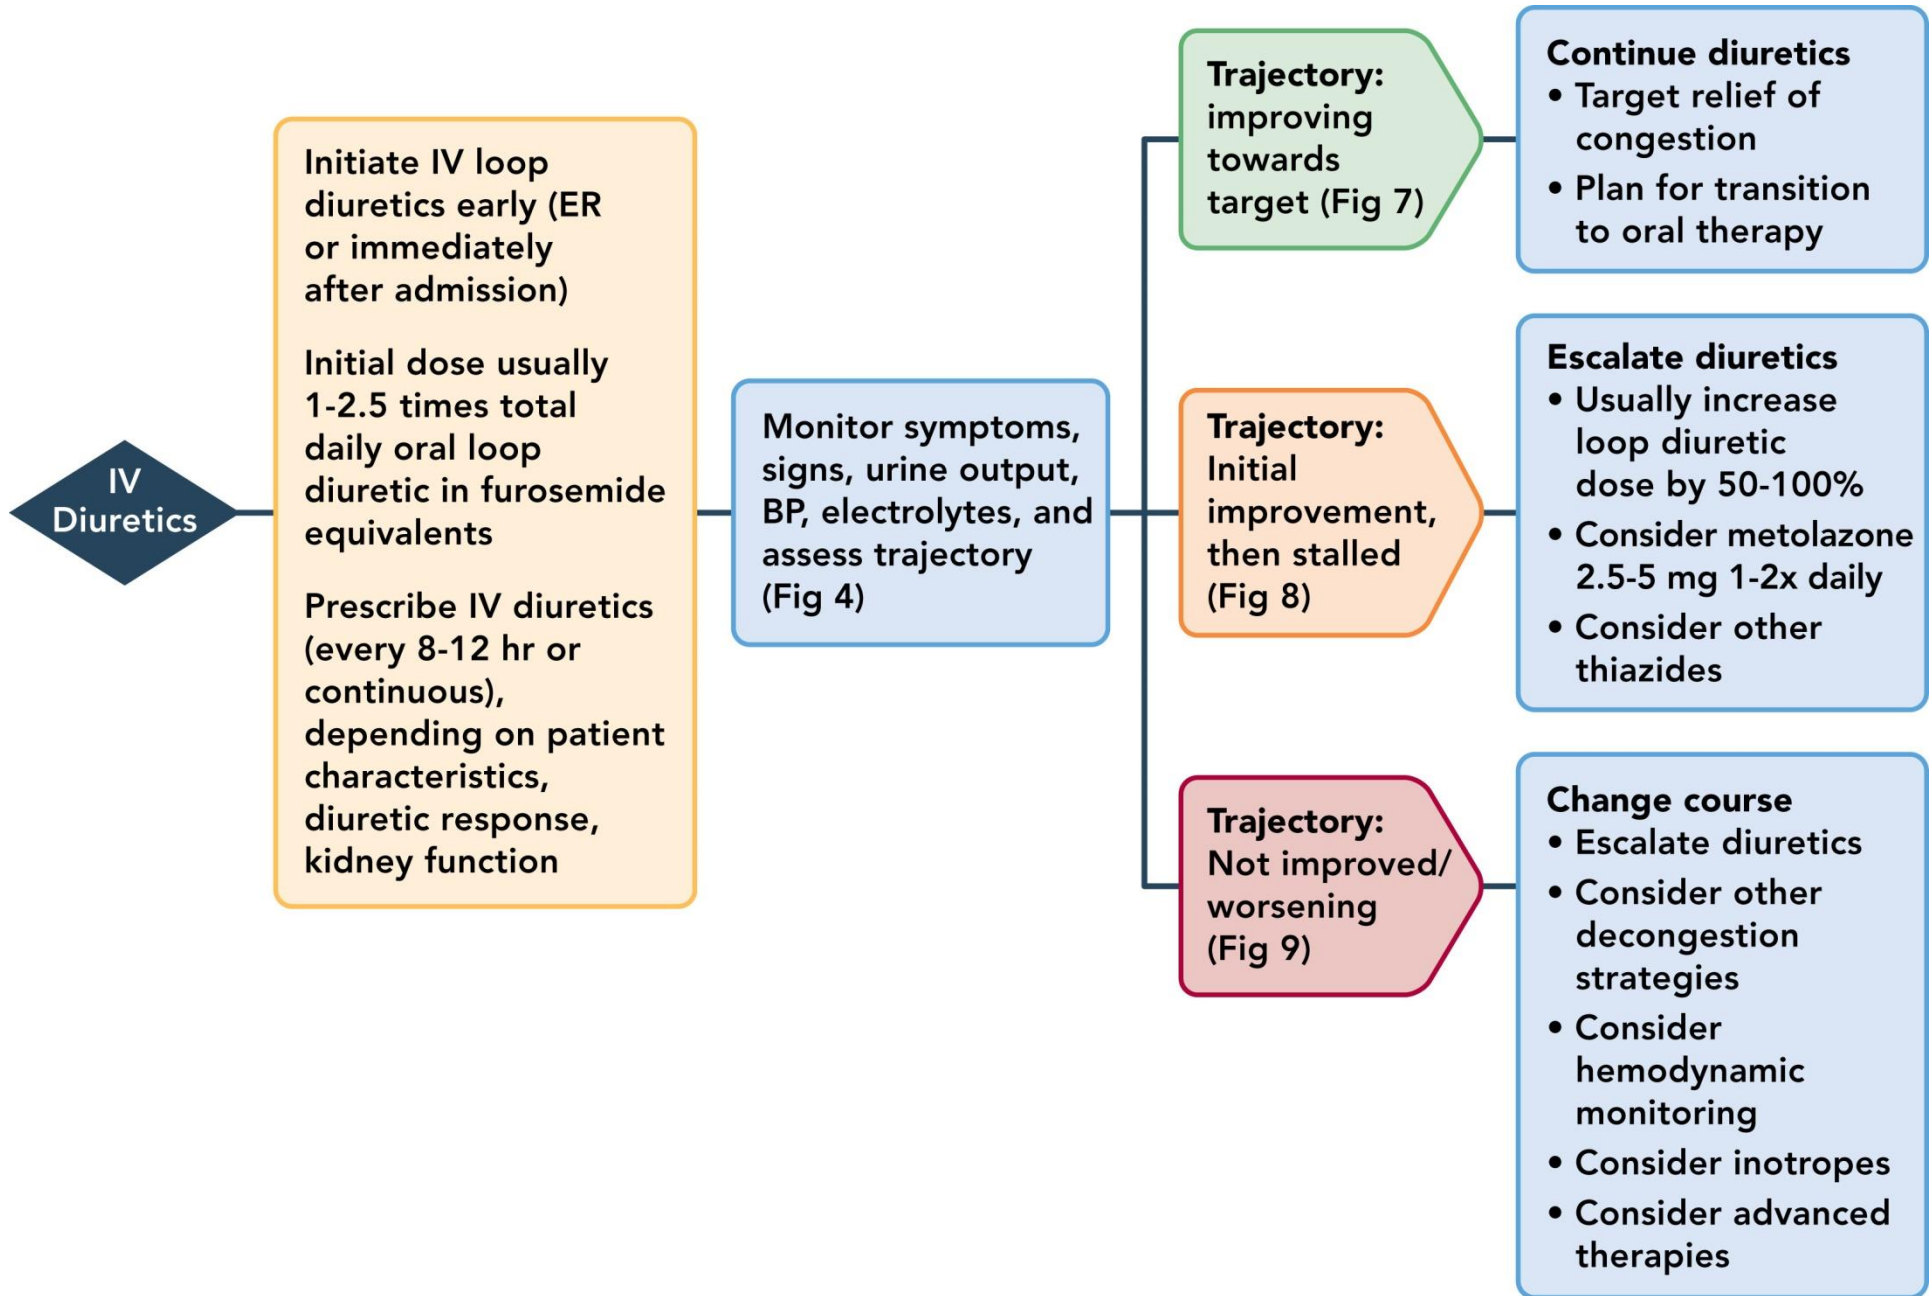 IV
Diuretics
Initiate IV loop
diuretics early (ER
or immediately
after admission)
Initial dose usually
1-2.5 times total
daily oral loop
diuretic in furosemide
equivalents
Prescribe IV diuretics
(every 8-12 hr or
continuous),
depending on patient
characteristics,
diuretic response,
kidney function
Monitor symptoms,
signs, urine output,
BP, electrolytes, and
assess trajectory
(Fig 4)
Trajectory:
improving
towards
target (Fig 7)
Continue diuretics
• Target relief of
congestion
• Plan for transition
to oral therapy
Trajectory:
Initial
improvement,
then stalled
(Fig 8)
Escalate diuretics
• Usually increase
loop diuretic
dose by 50-100%
• Consider metolazone
2.5-5 mg 1-2x daily
• Consider other
thiazides
Trajectory:
Not improved/
worsening
(Fig 9)
Change course
• Escalate diuretics
• Consider other
decongestion
strategies
• Consider
hemodynamic
monitoring
• Consider inotropes
• Consider advanced
therapies